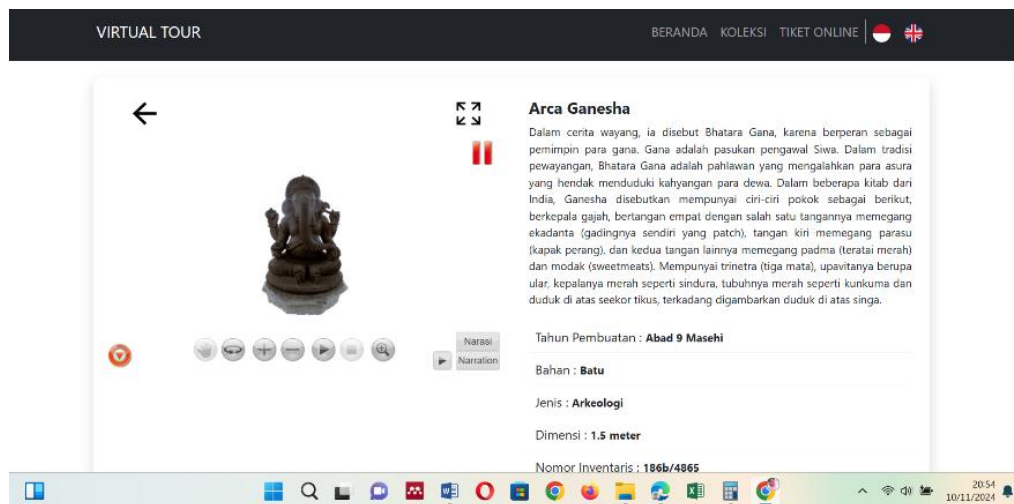 VIRTUAL TOUR
BERANDA KOLEKSI TIKET ONLINE
Arca Ganesha
Dalam cerita wayang, ia disebut Bhatara Gana, karena berperan sebagai
pemimpin para gana. Gana adalah pasukan pengawal Siwa. Dalam tradisi
pewayangan, Bhatara Gana adalah pahlawan yang mengalahkan para asura
yang hendak menduduki kahyangan para dewa. Dalam beberapa kitab dari
India, Ganesha disebutkan mempunyai ciri-ciri pokok sebagai berikut,
berkepala gajah, bertangan empat dengan salah satu tangannya memegang
ekadanta (gadingnya sendiri yang patch), tangan kiri memegang parasu
(kapak perang), dan kedua tangan lainnya memegang padma (teratai merah)
dan modak (sweetmeats). Mempunyai trinetra (tiga mata), upavitanya berupa
ular, kepalanya merah seperti sindura, tubuhnya merah seperti kunkuma dan
duduk di atas seekor tikus, terkadang digambarkan duduk di atas singa.
Narasi
Narration
Tahun Pembuatan : Abad 9 Masehi
Bahan : Batu
Jenis : Arkeologi
Dimensi : 1.5 meter
Nomor Inventaris : 186b/4865
20:54
10/11/2024